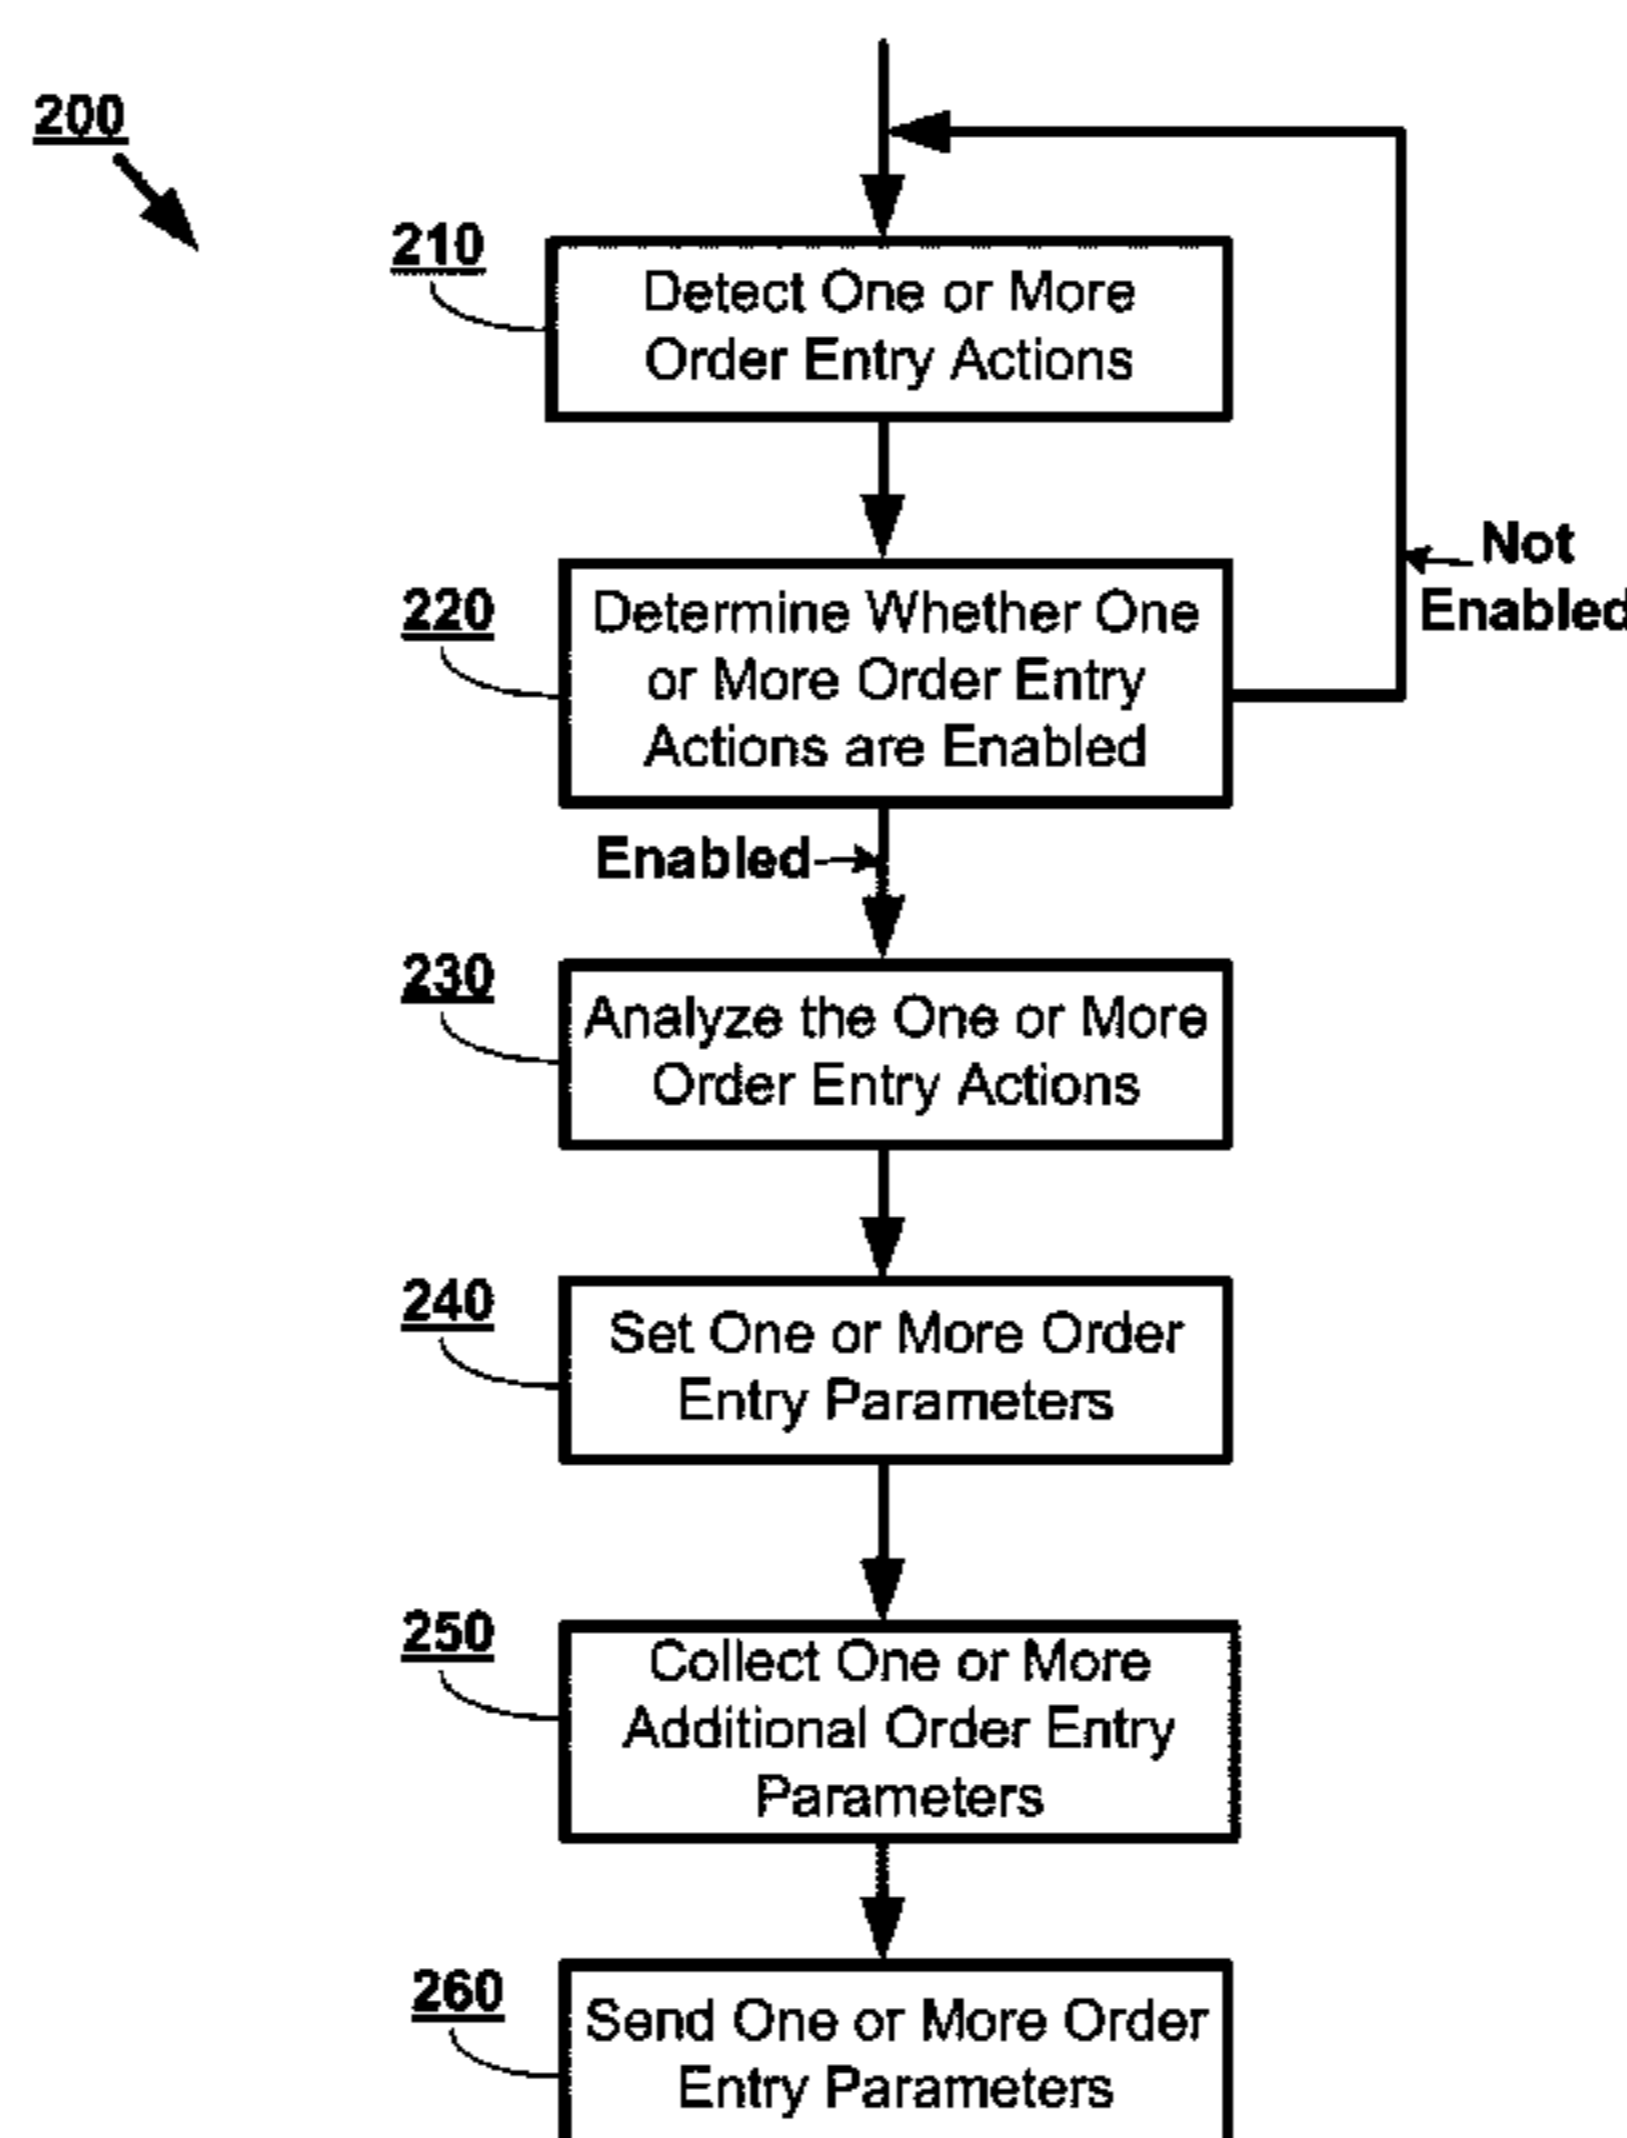 200
210
Detect One or More
Order Entry Actions
220
Determine Whether One
or More Order Entry
Actions are Enabled
Not
Enabled
Enabled
230
Analyze the One or More
Order Entry Actions
240
Set One or More Order
Entry Parameters
250
Collect One or More
Additional Order Entry
Parameters
260
Send One or More Order
Entry Parameters